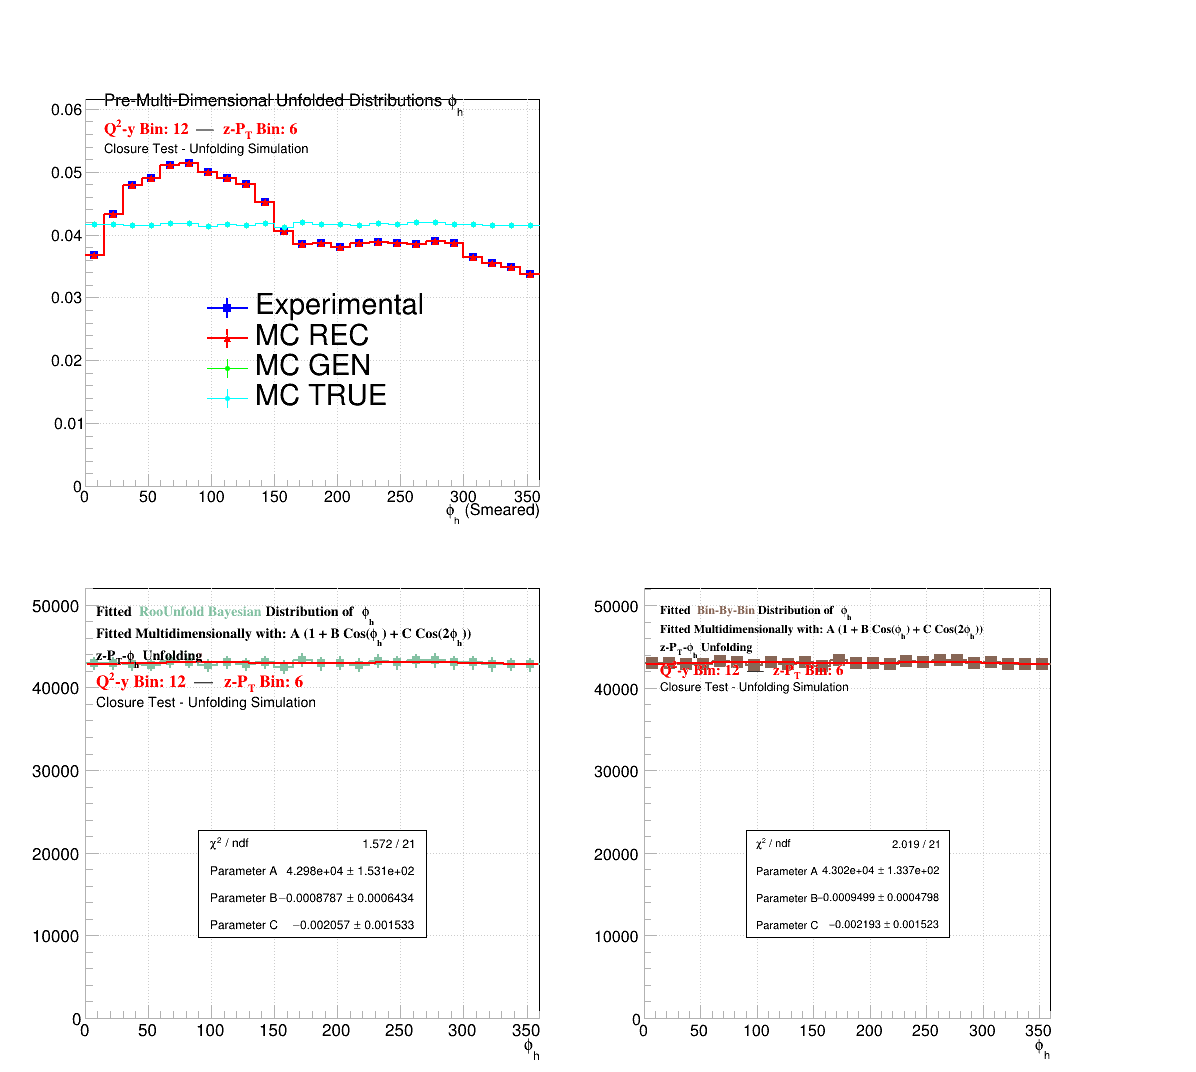 Pre-Multi-Dimensional Unfolded Distributions ϕh
Q²-y Bin: 12 — z-PT Bin: 6
Closure Test - Unfolding Simulation
0.06
0.05
0.04
0.03
0.02
0.01
0
Experimental
MC REC
MC GEN
MC TRUE
0 50 100 150 200 250 300 350
ϕh (Smeared)
Fitted RooUnfold Bayesian Distribution of ϕh
Fitted Multidimensionally with: A (1 + B Cos(ϕh) + C Cos(2ϕh))
z-PT-ϕh Unfolding
Q²-y Bin: 12 — z-PT Bin: 6
Closure Test - Unfolding Simulation
50000
40000
30000
20000
10000
0
χ² / ndf 1.572 / 21
Parameter A 4.298e+04 ± 1.531e+02
Parameter B −0.0008787 ± 0.0006434
Parameter C −0.002057 ± 0.001533
0 50 100 150 200 250 300 350
ϕh
Fitted Bin-By-Bin Distribution of ϕh
Fitted Multidimensionally with: A (1 + B Cos(ϕh) + C Cos(2ϕh))
z-PT-ϕh Unfolding
Q²-y Bin: 12 — z-PT Bin: 6
Closure Test - Unfolding Simulation
50000
40000
30000
20000
10000
0
χ² / ndf 2.019 / 21
Parameter A 4.302e+04 ± 1.337e+02
Parameter B −0.0009499 ± 0.0004798
Parameter C −0.002193 ± 0.001523
0 50 100 150 200 250 300 350
ϕh